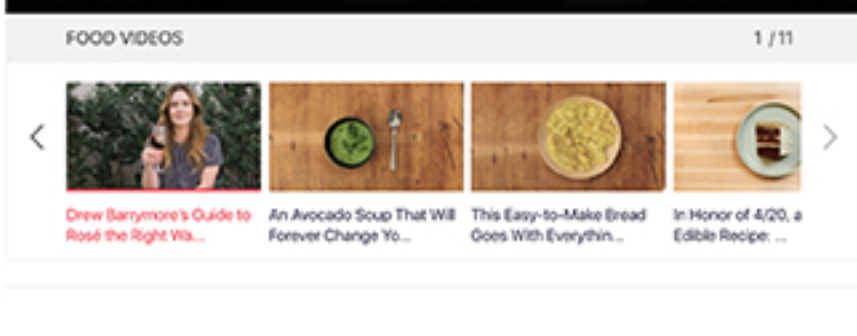 FOOD VIDEOS
1 / 11
Drew Barrymore's Guide to
Rosé the Right Wa...
An Avocado Soup That Will
Forever Change Yo...
This Easy-to-Make Bread
Goes With Everythin...
In Honor of 4/20, a
Edible Recipe: ...